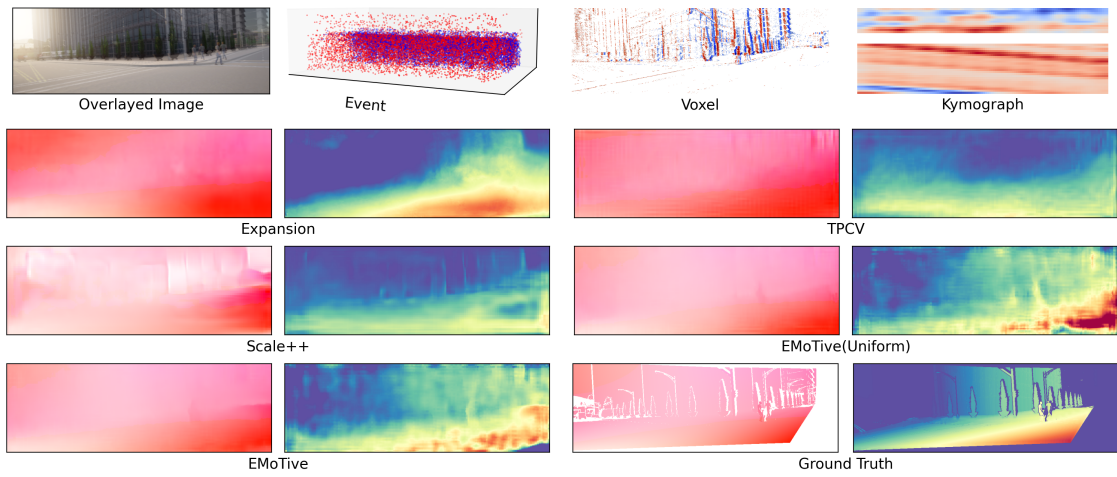 Overlayed Image
Event
Voxel
Kymograph
Expansion
TPCV
Scale++
EMoTive(Uniform)
EMoTive
Ground Truth